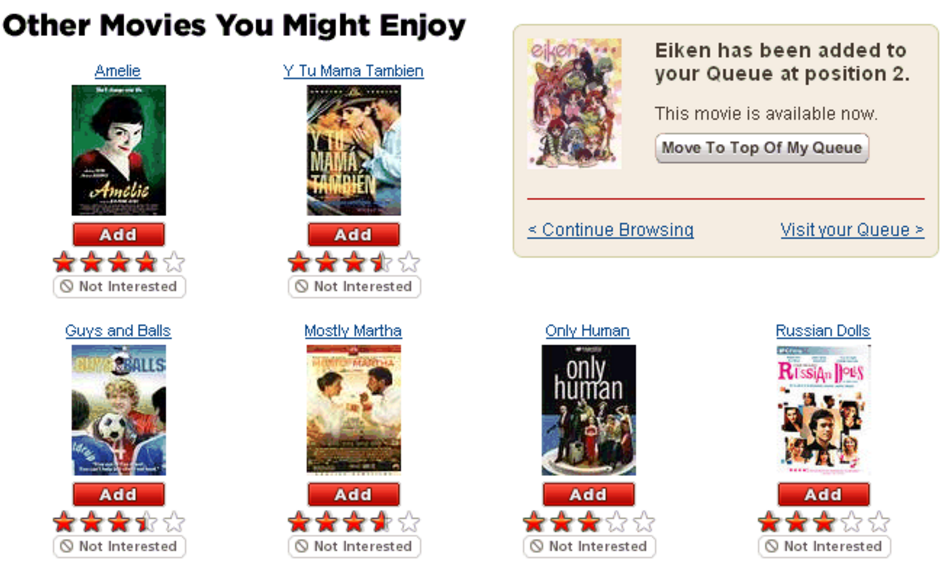 Other Movies You Might Enjoy
Amelie
Y Tu Mama Tambien
Amélie
Y TU
MAMÁ
TAMBIÉN
Add
Add
Not Interested
Not Interested
eiken
Eiken has been added to
your Queue at position 2.
This movie is available now.
Move To Top Of My Queue
< Continue Browsing
Visit your Queue >
Guys and Balls
Mostly Martha
Only Human
Russian Dolls
GUYS & BALLS
MOSTLY MARTHA
only
human
RUSSIAN DOLLS
Add
Add
Add
Add
Not Interested
Not Interested
Not Interested
Not Interested